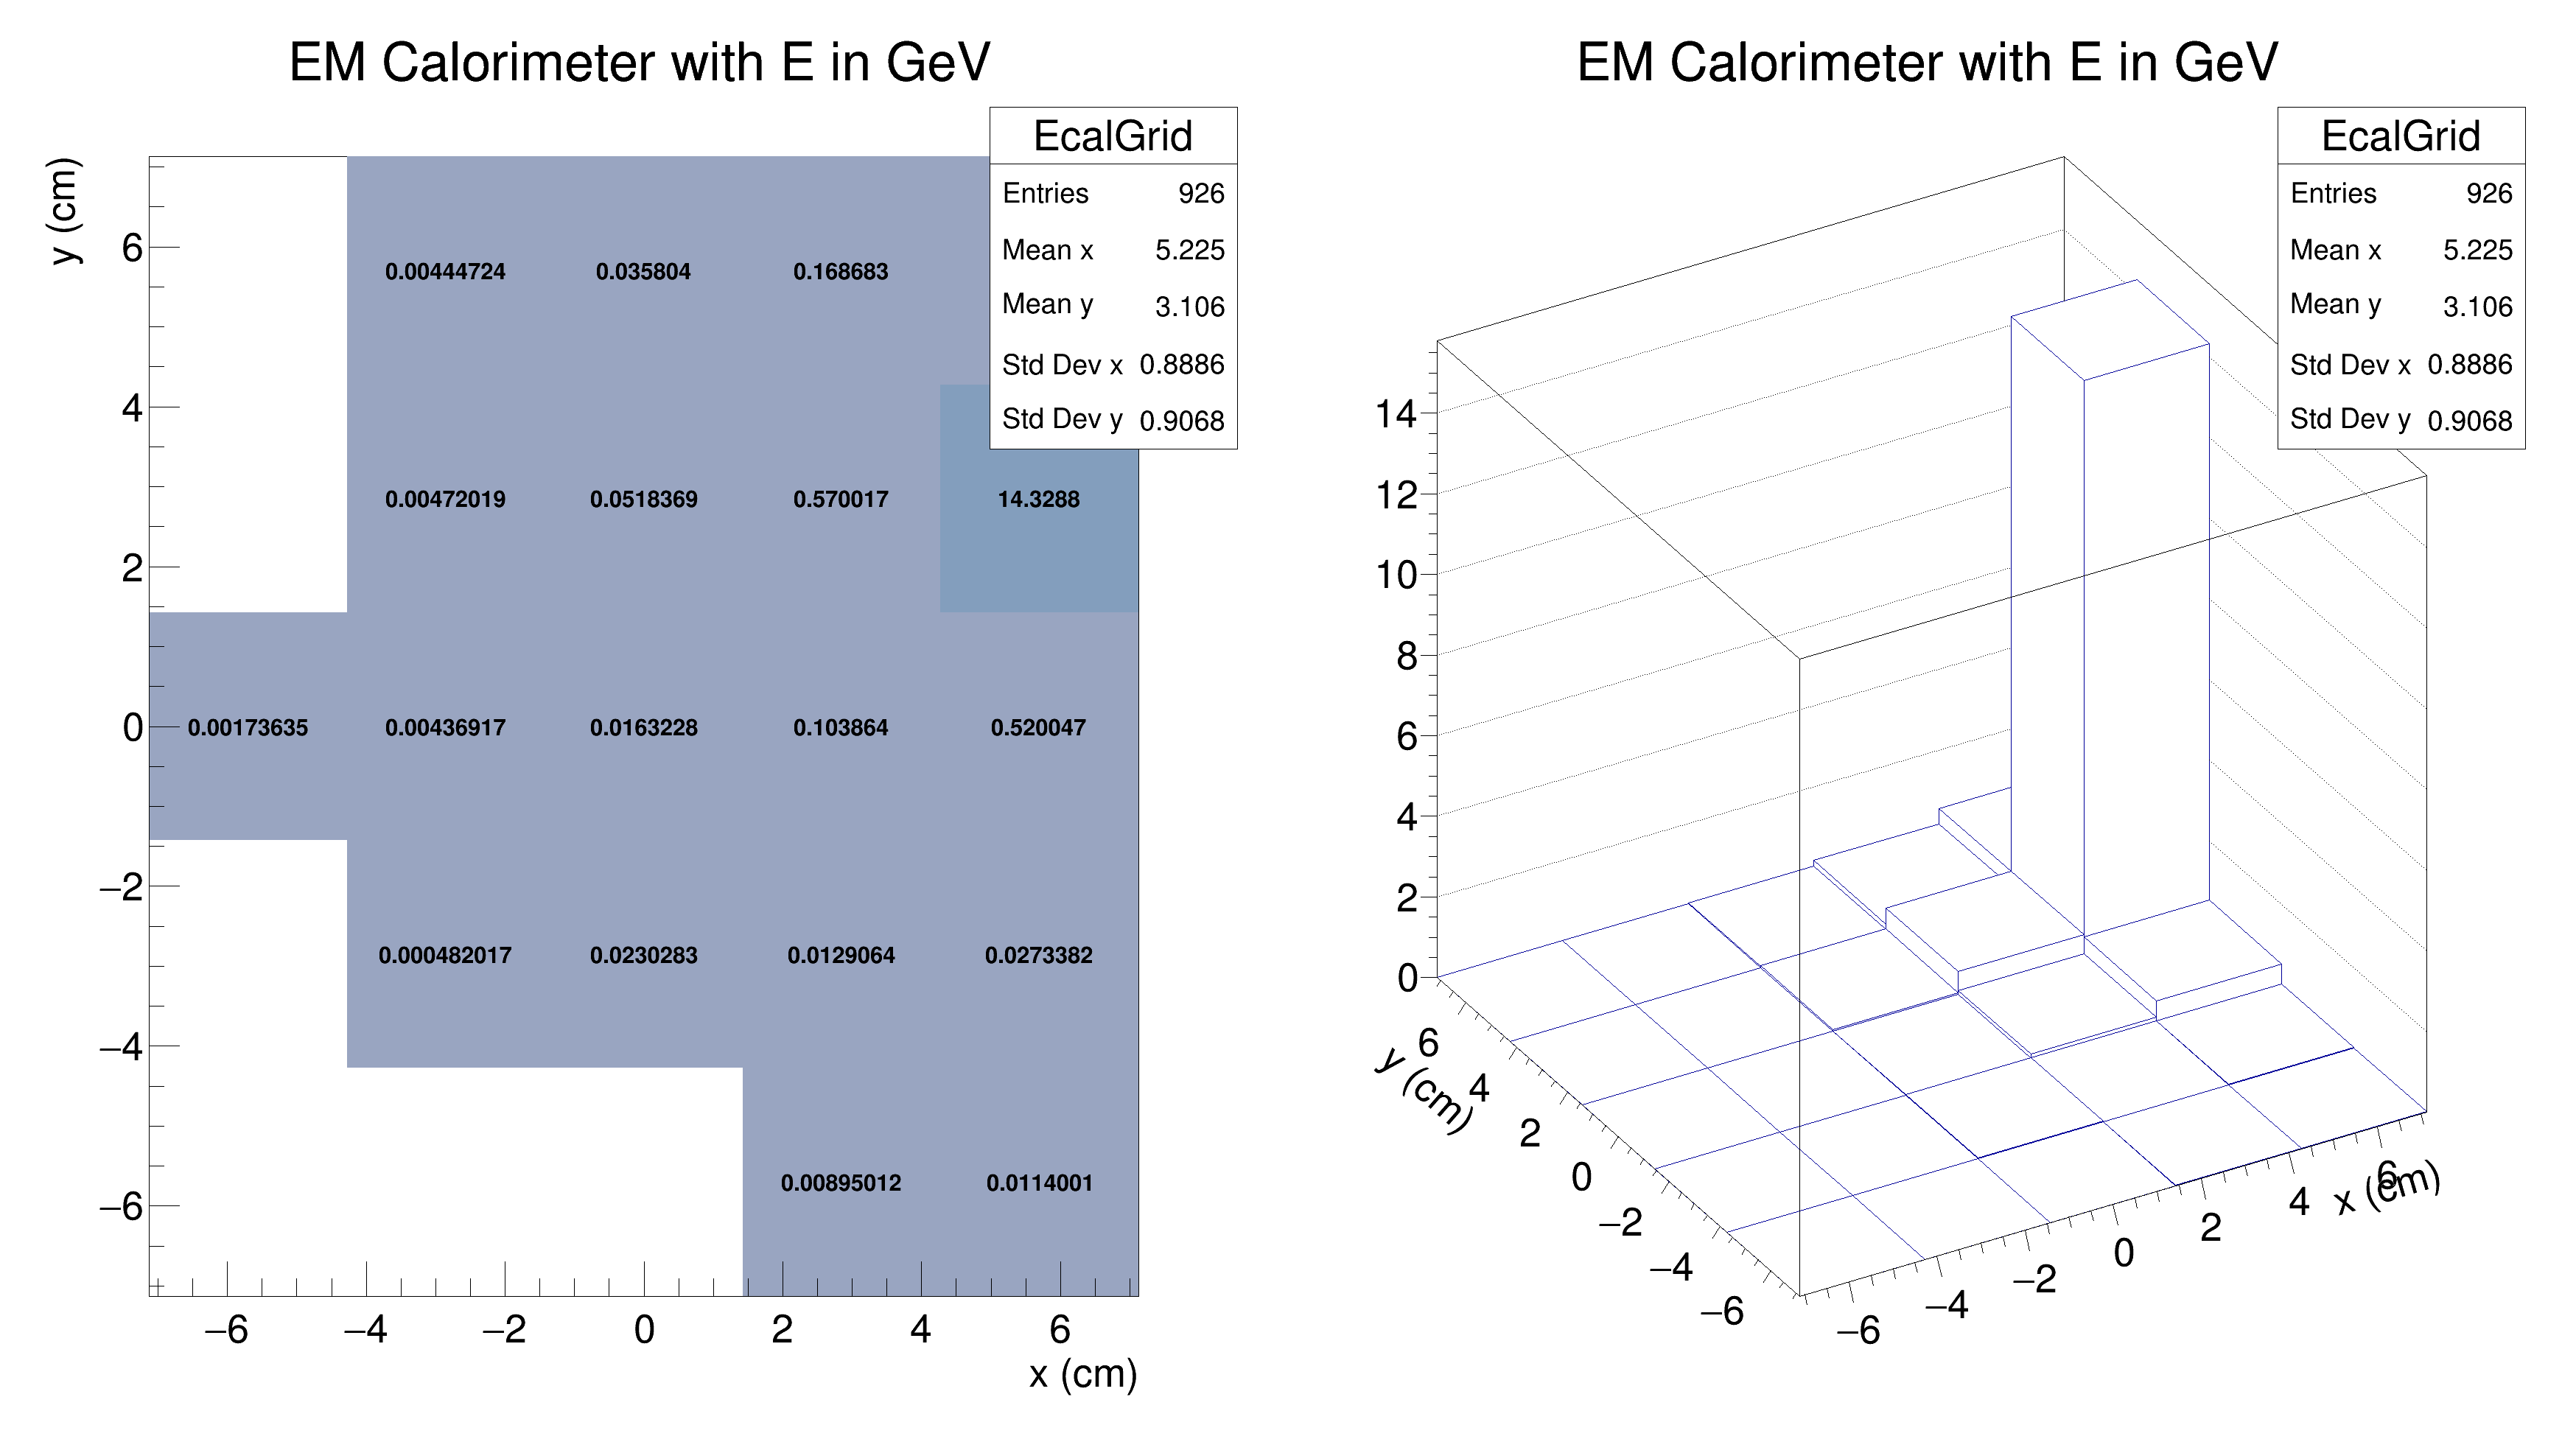 EM Calorimeter with E in GeV
EcalGrid
Entries 926
Mean x 5.225
Mean y 3.106
Std Dev x 0.8886
Std Dev y 0.9068
y (cm)
6
4
2
0
−2
−4
−6
0.00444724 0.035804 0.168683
0.00472019 0.0518369 0.570017 14.3288
0.00173635 0.00436917 0.0163228 0.103864 0.520047
0.000482017 0.0230283 0.0129064 0.0273382
0.00895012 0.0114001
−6 −4 −2 0 2 4 6
x (cm)
EM Calorimeter with E in GeV
EcalGrid
Entries 926
Mean x 5.225
Mean y 3.106
Std Dev x 0.8886
Std Dev y 0.9068
14
12
10
8
6
4
2
0
y (cm)
6
4
2
0
−2
−4
−6
−6 −4 −2 0 2 4 6
x (cm)